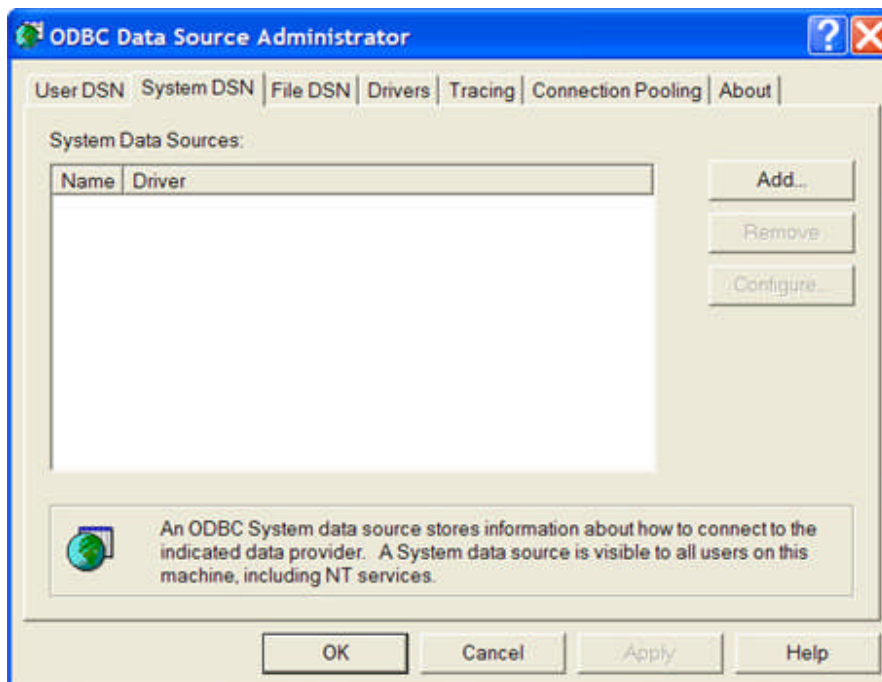 ODBC Data Source Administrator
User DSN System DSN File DSN Drivers Tracing Connection Pooling About
System Data Sources:
Name Driver
Add...
Remove
Configure...
An ODBC System data source stores information about how to connect to the
indicated data provider. A System data source is visible to all users on this
machine, including NT services.
OK Cancel Apply Help